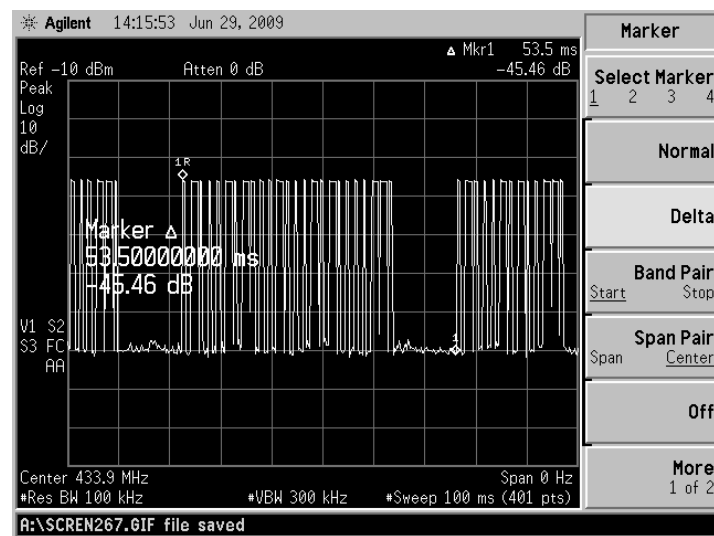 Agilent 14:15:53 Jun 29, 2009
Marker
Δ Mkr1 53.5 ms
Ref -10 dBm Atten 0 dB -45.46 dB
Peak
Log
10
dB/
1R
Marker Δ
53.50000000 ms
-45.46 dB
V1 S2
S3 FC
AA
1
Center 433.9 MHz Span 0 Hz
#Res BW 100 kHz #VBW 300 kHz #Sweep 100 ms (401 pts)
A:\SCREN267.GIF file saved
Select Marker
1 2 3 4
Normal
Delta
Band Pair
Start Stop
Span Pair
Span Center
Off
More
1 of 2